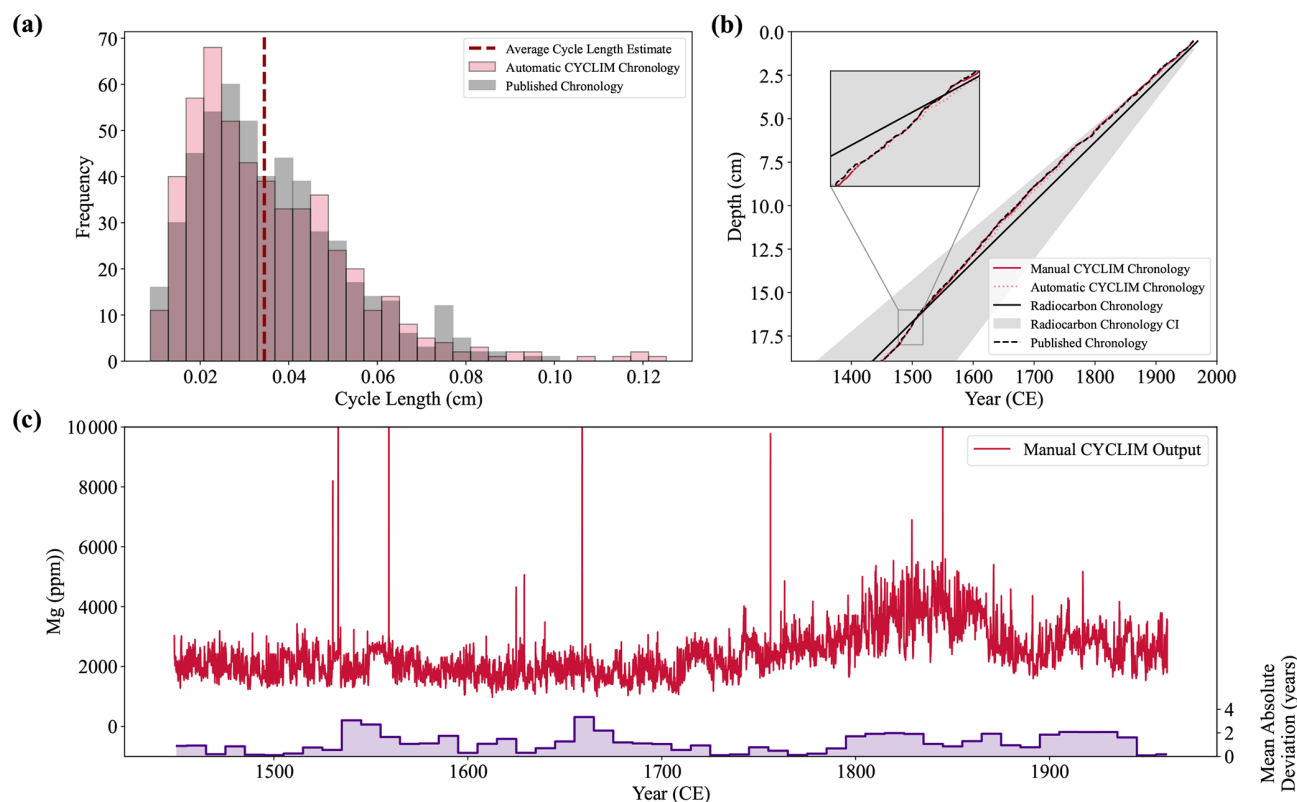 (a)
70
60
50
40
30
20
10
0
Frequency
Average Cycle Length Estimate
Automatic CYCLIM Chronology
Published Chronology
0.02 0.04 0.06 0.08 0.10 0.12
Cycle Length (cm)
(b)
0.0
2.5
5.0
7.5
10.0
12.5
15.0
17.5
Depth (cm)
Manual CYCLIM Chronology
Automatic CYCLIM Chronology
Radiocarbon Chronology
Radiocarbon Chronology CI
Published Chronology
1400 1500 1600 1700 1800 1900 2000
Year (CE)
(c)
10 000
8000
6000
4000
2000
0
Mg (ppm))
Manual CYCLIM Output
4
2
0
Mean Absolute
Deviation (years)
1500 1600 1700 1800 1900
Year (CE)